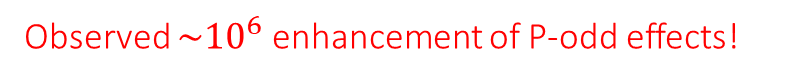 Observed ~10⁶ enhancement of P-odd effects!